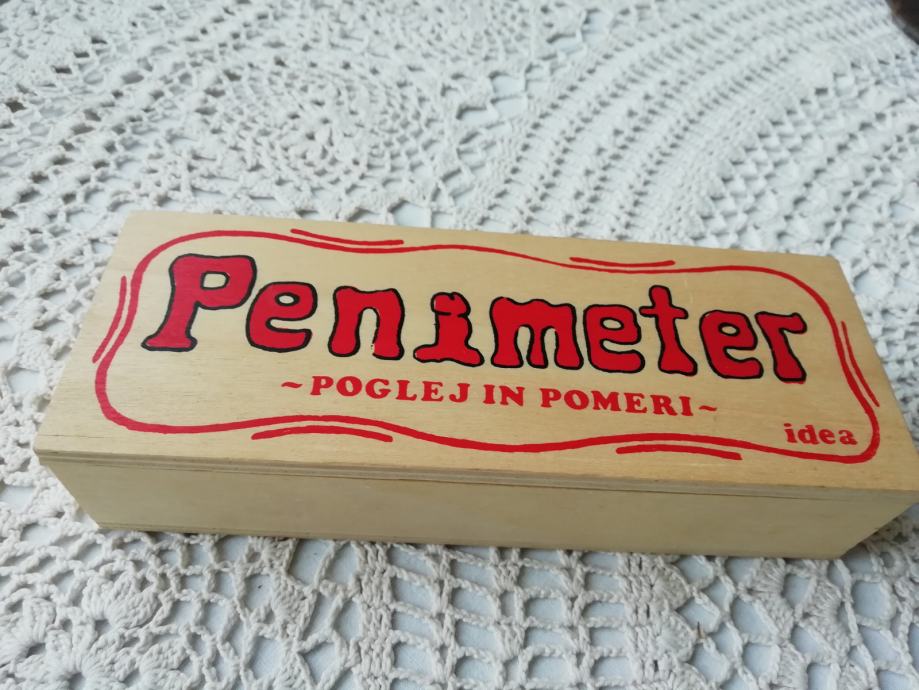 Penimeter
~POGLEJ IN POMERI~
idea